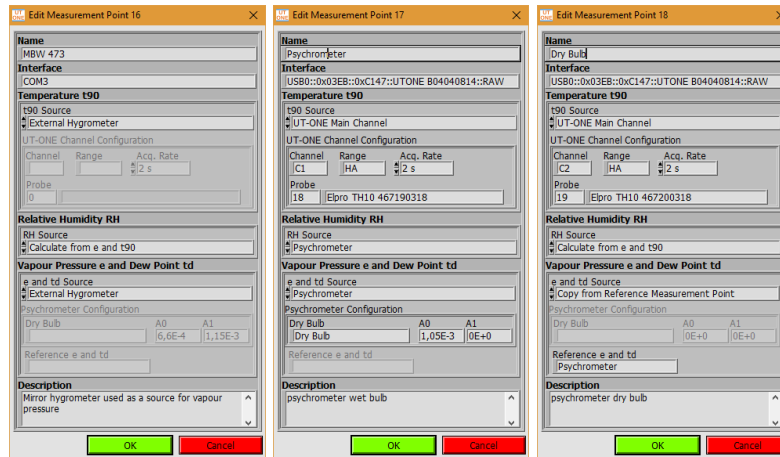 Edit Measurement Point 16
Name
MBW 473
Interface
COM3
Temperature t90
t90 Source
External Hygrometer
UT-ONE Channel Configuration
Channel Range Acq. Rate
2 s
Probe
0
Relative Humidity RH
RH Source
Calculate from e and t90
Vapour Pressure e and Dew Point td
e and td Source
External Hygrometer
Psychrometer Configuration
Dry Bulb A0 A1
6,6E-4 1,15E-3
Reference e and td
Description
Mirror hygrometer used as a source for vapour
pressure
OK Cancel
Edit Measurement Point 17
Name
Psychrometer
Interface
USB0::0x03EB::0xC147::UTONE B04040814::RAW
Temperature t90
t90 Source
UT-ONE Main Channel
UT-ONE Channel Configuration
Channel Range Acq. Rate
C1 HA 2 s
Probe
18 Elpro TH10 467190318
Relative Humidity RH
RH Source
Psychrometer
Vapour Pressure e and Dew Point td
e and td Source
Psychrometer
Psychrometer Configuration
Dry Bulb A0 A1
Dry Bulb 1,05E-3 0E+0
Reference e and td
Description
psychrometer wet bulb
OK Cancel
Edit Measurement Point 18
Name
Dry Bulb
Interface
USB0::0x03EB::0xC147::UTONE B04040814::RAW
Temperature t90
t90 Source
UT-ONE Main Channel
UT-ONE Channel Configuration
Channel Range Acq. Rate
C2 HA 2 s
Probe
19 Elpro TH10 467200318
Relative Humidity RH
RH Source
Calculate from e and t90
Vapour Pressure e and Dew Point td
e and td Source
Copy from Reference Measurement Point
Psychrometer Configuration
Dry Bulb A0 A1
0E+0 0E+0
Reference e and td
Psychrometer
Description
psychrometer dry bulb
OK Cancel